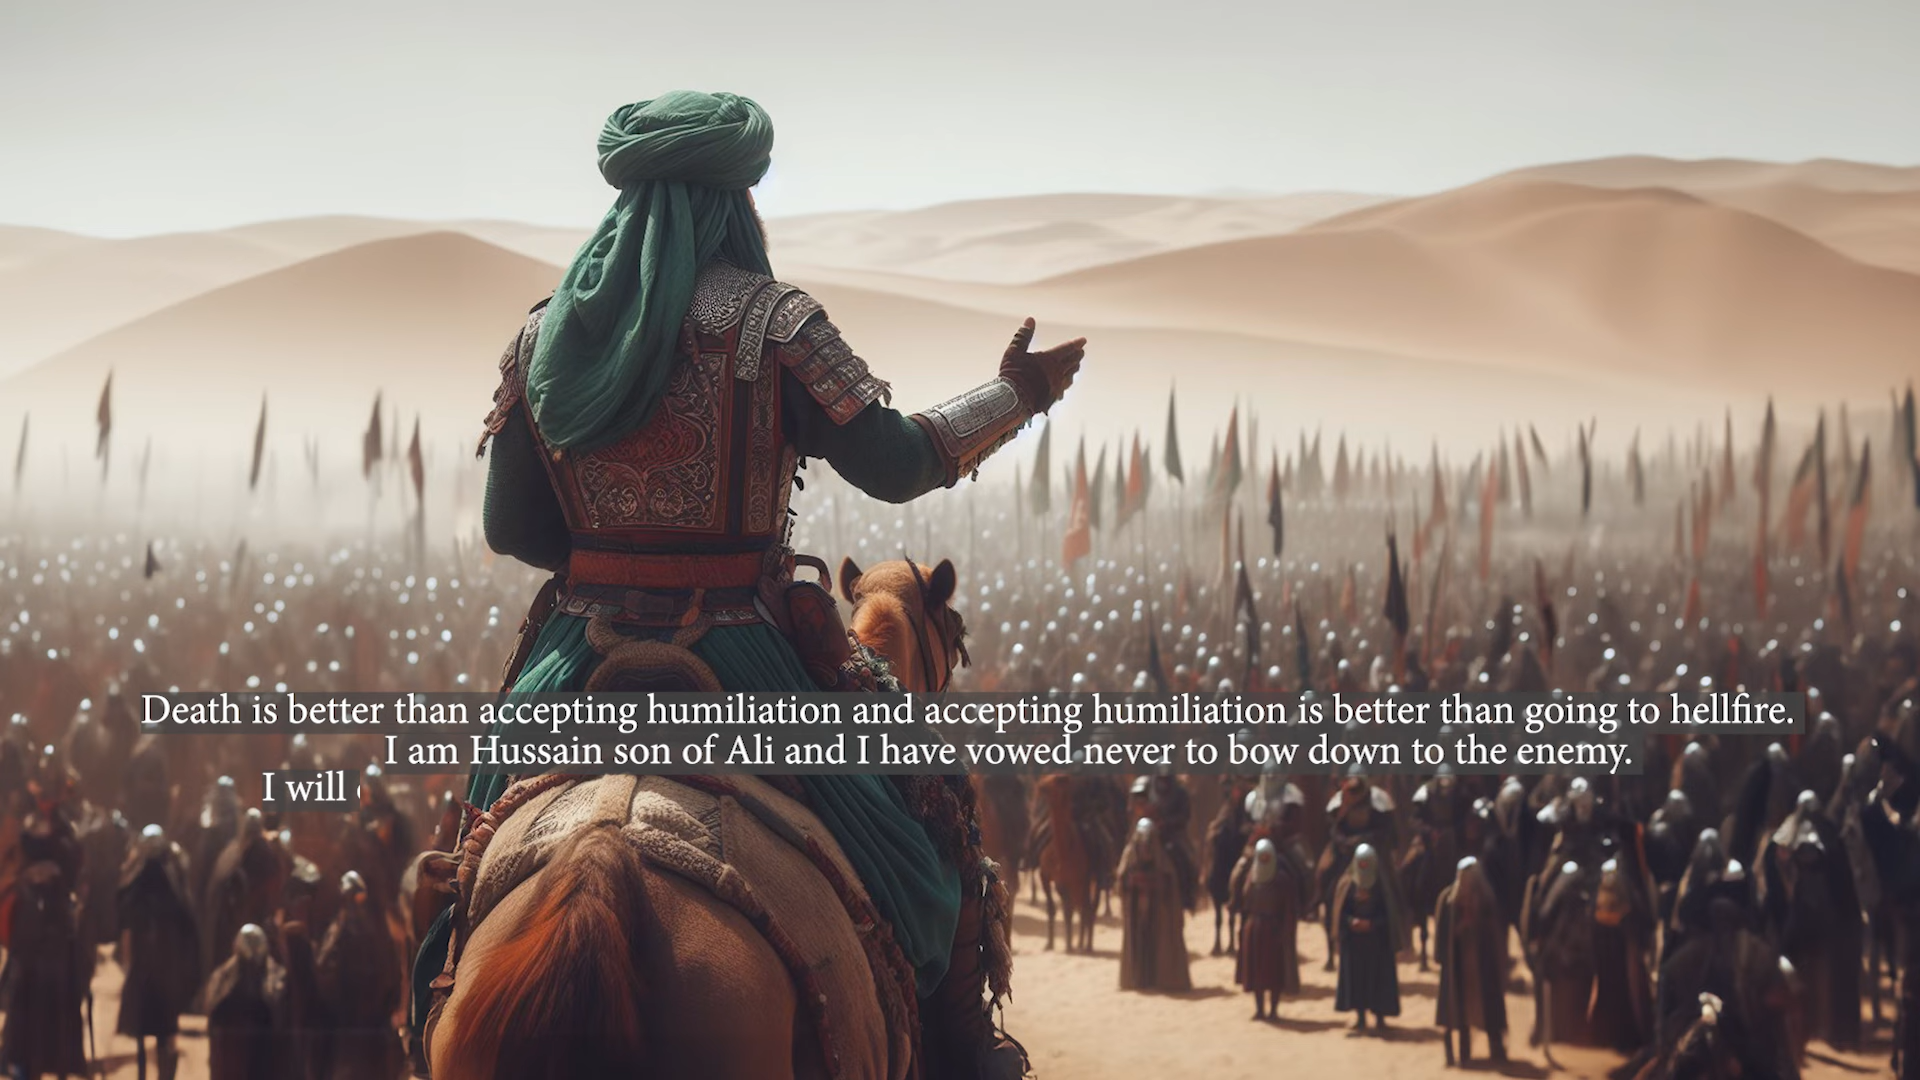 Death is better than accepting humiliation and accepting humiliation is better than going to hellfire.
I am Hussain son of Ali and I have vowed never to bow down to the enemy.
I will